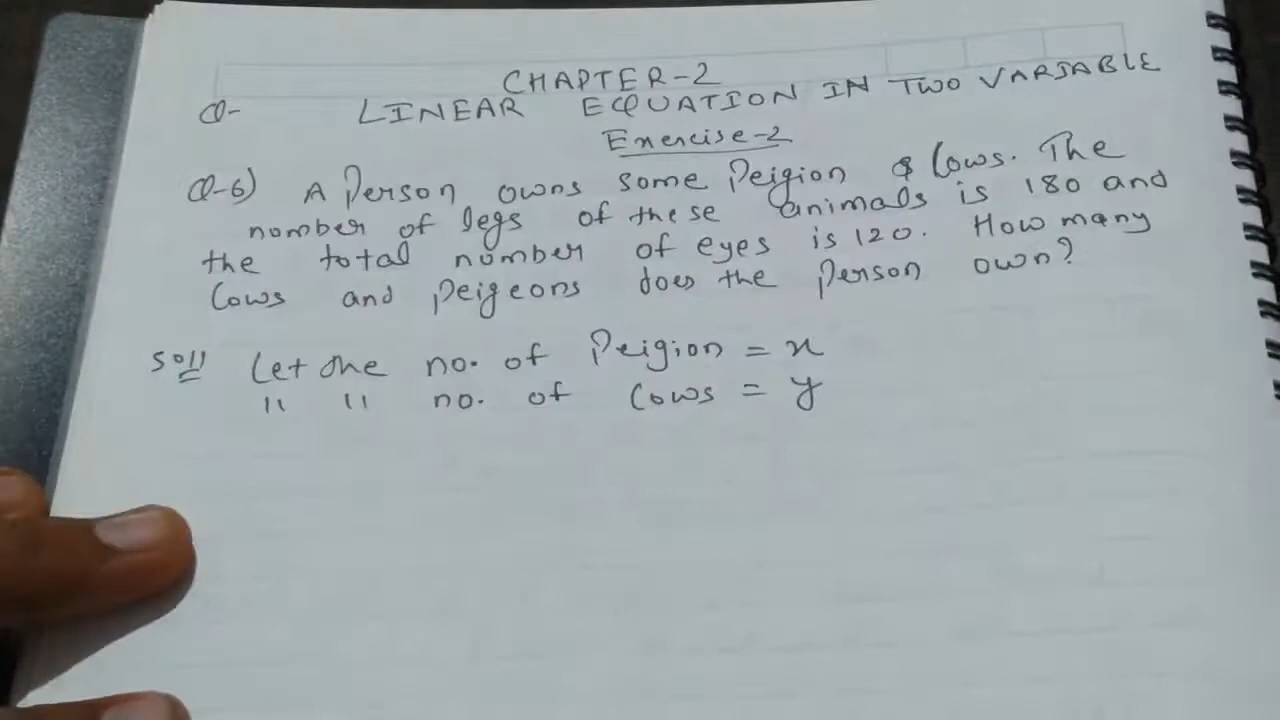 CHAPTER-2
Q- LINEAR EQUATION IN TWO VARIABLE
Exercise-2
Q-6) A Person owns some Peigion & Cows. The
number of legs of these animals is 180 and
the total number of eyes is 120. How many
Cows and peigeons does the Person own?
Soll Let the no. of Peigion = x
" " no. of Cows = y